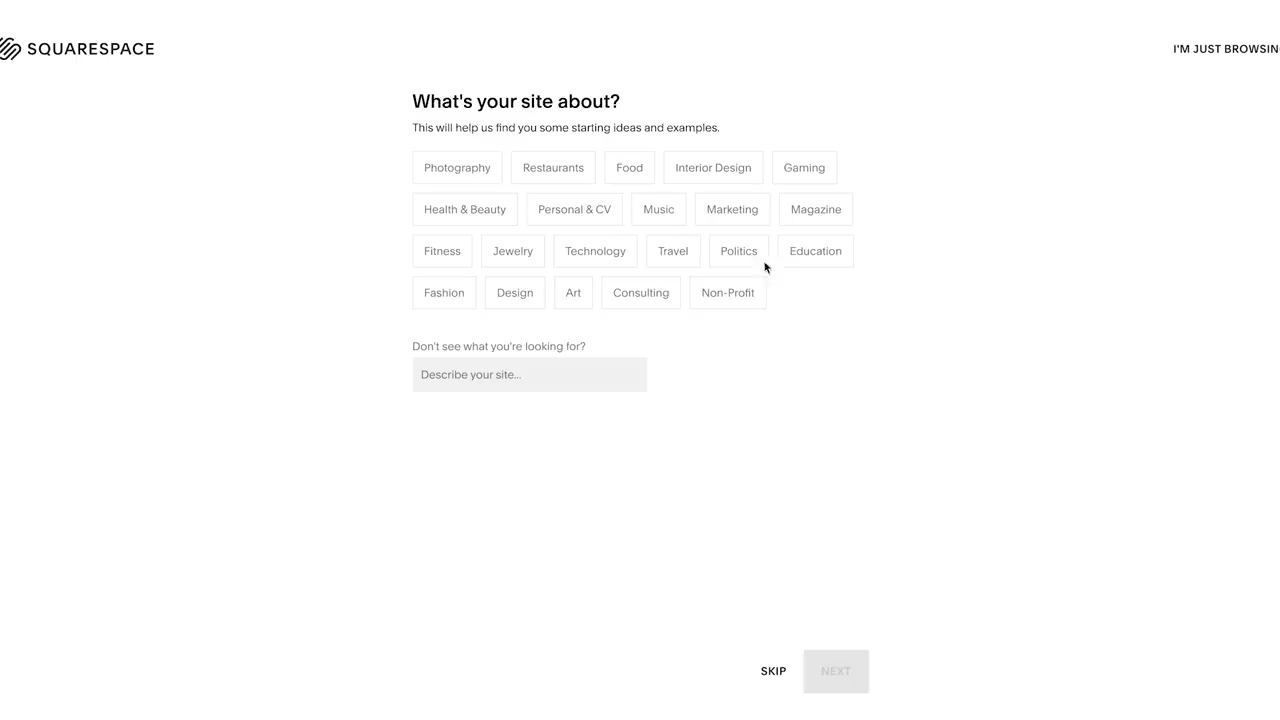 SQUARESPACE
I'M JUST BROWSIN
What's your site about?
This will help us find you some starting ideas and examples.
Photography Restaurants Food Interior Design Gaming
Health & Beauty Personal & CV Music Marketing Magazine
Fitness Jewelry Technology Travel Politics Education
Fashion Design Art Consulting Non-Profit
Don't see what you're looking for?
Describe your site...
SKIP NEXT